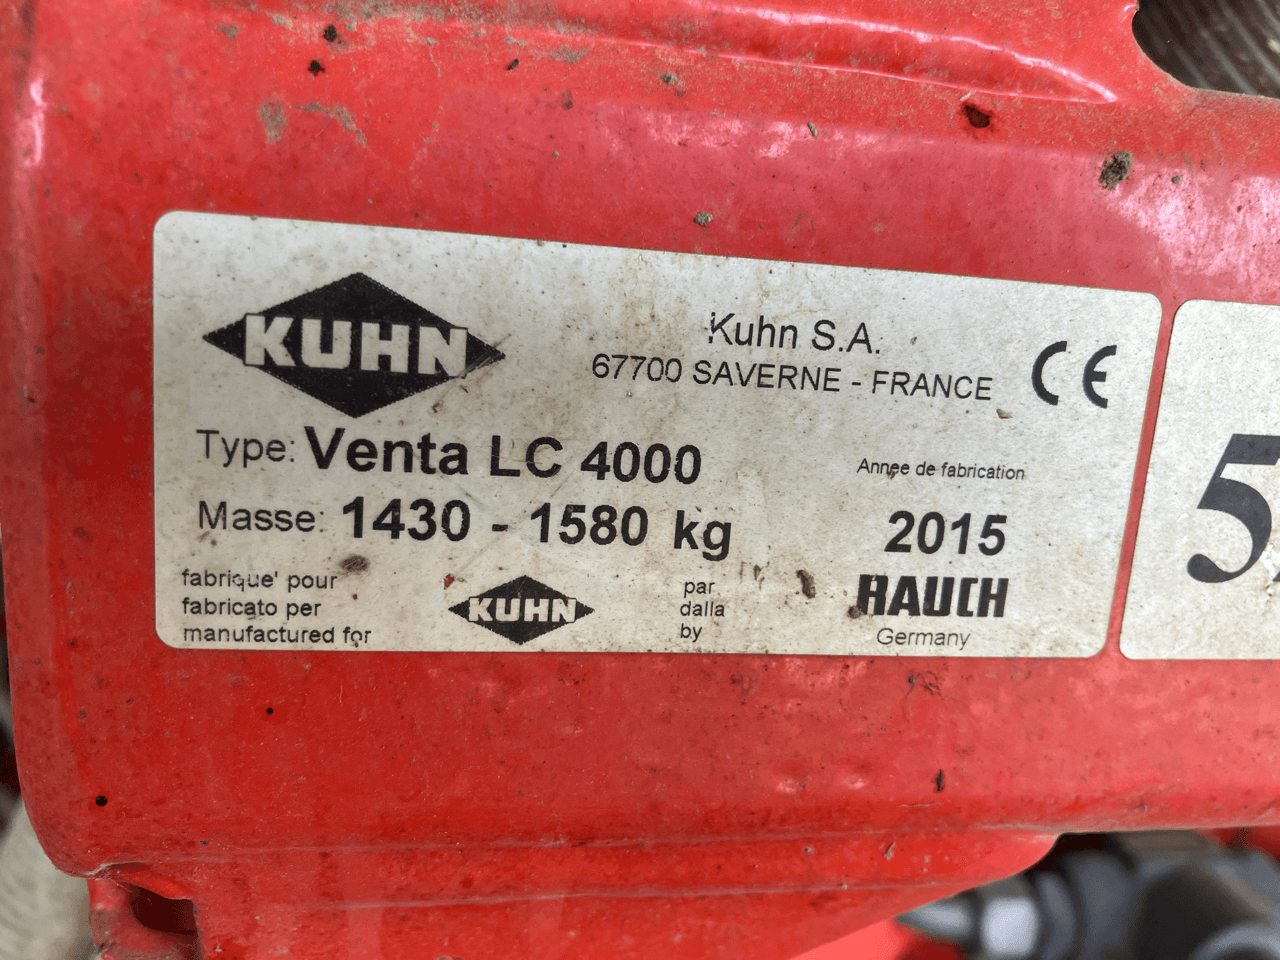 KUHN
Kuhn S.A.
67700 SAVERNE - FRANCE
CE
Type: Venta LC 4000
Annee de fabrication
Masse: 1430 - 1580 kg
2015
fabrique' pour
fabricato per
manufactured for
KUHN
par
dalla
by
RAUCH
Germany
5